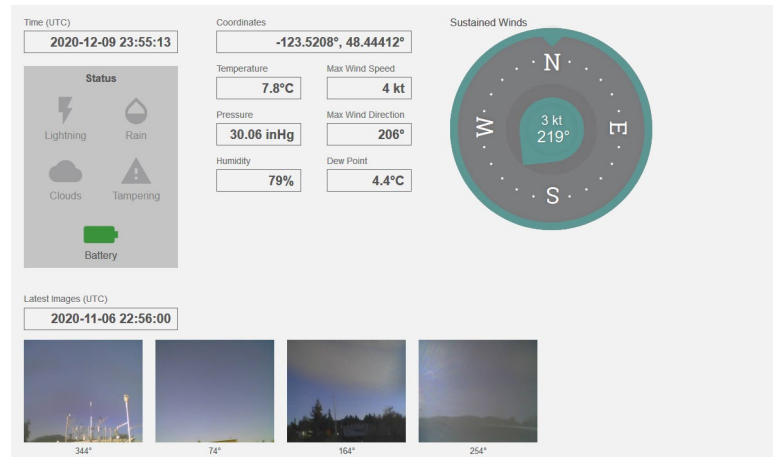 Time (UTC)
2020-12-09 23:55:13
Status
Lightning
Rain
Clouds
Tampering
Battery
Coordinates
-123.5208°, 48.44412°
Temperature
7.8°C
Max Wind Speed
4 kt
Pressure
30.06 inHg
Max Wind Direction
206°
Humidity
79%
Dew Point
4.4°C
Sustained Winds
N
W
3 kt
219°
E
S
Latest Images (UTC)
2020-11-06 22:56:00
344°
74°
164°
254°